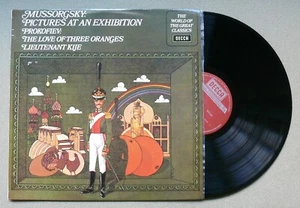 MUSSORGSKY:
PICTURES AT AN EXHIBITION
PROKOFIEV:
THE LOVE OF THREE ORANGES
LIEUTENANT KIJE
THE WORLD OF
THE GREAT
CLASSICS
DECCA